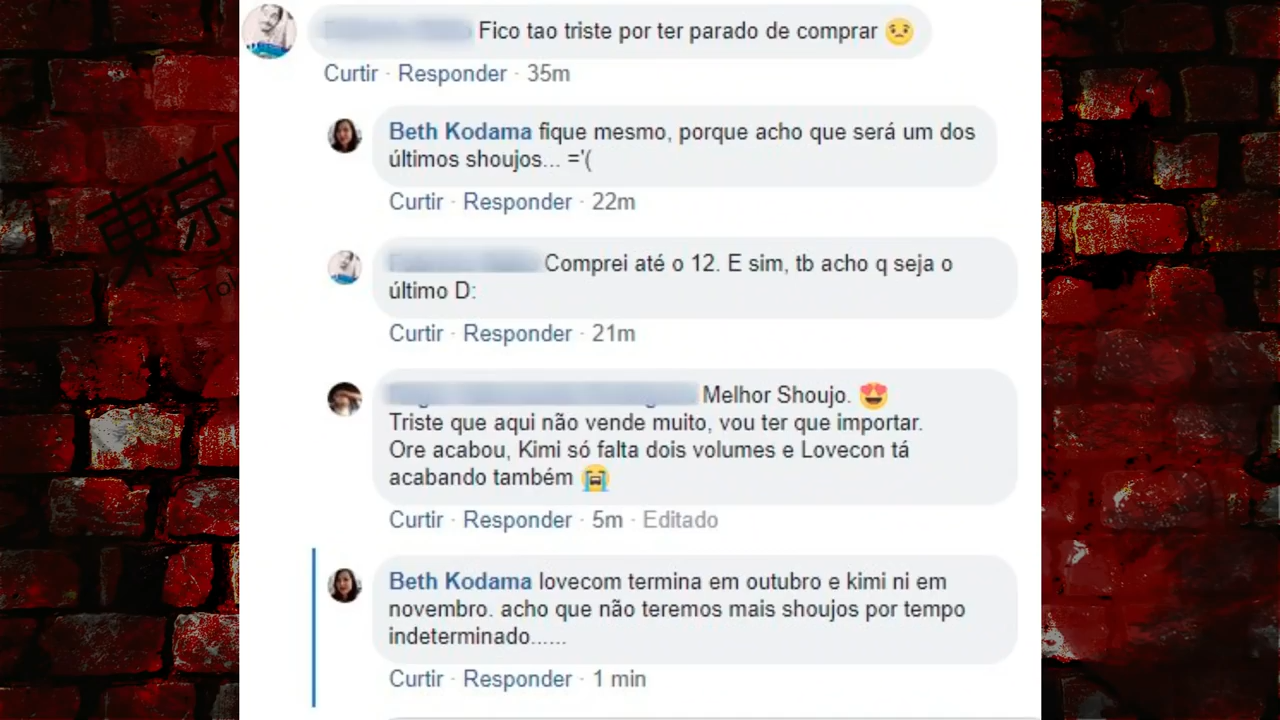 Fico tao triste por ter parado de comprar 😟
Curtir · Responder · 35m
Beth Kodama fique mesmo, porque acho que será um dos
últimos shoujos... ='(
Curtir · Responder · 22m
Comprei até o 12. E sim, tb acho q seja o
último D:
Curtir · Responder · 21m
Melhor Shoujo. 😍
Triste que aqui não vende muito, vou ter que importar.
Ore acabou, Kimi só falta dois volumes e Lovecon tá
acabando também 😭
Curtir · Responder · 5m · Editado
Beth Kodama lovecom termina em outubro e kimi ni em
novembro. acho que não teremos mais shoujos por tempo
indeterminado......
Curtir · Responder · 1 min
東京